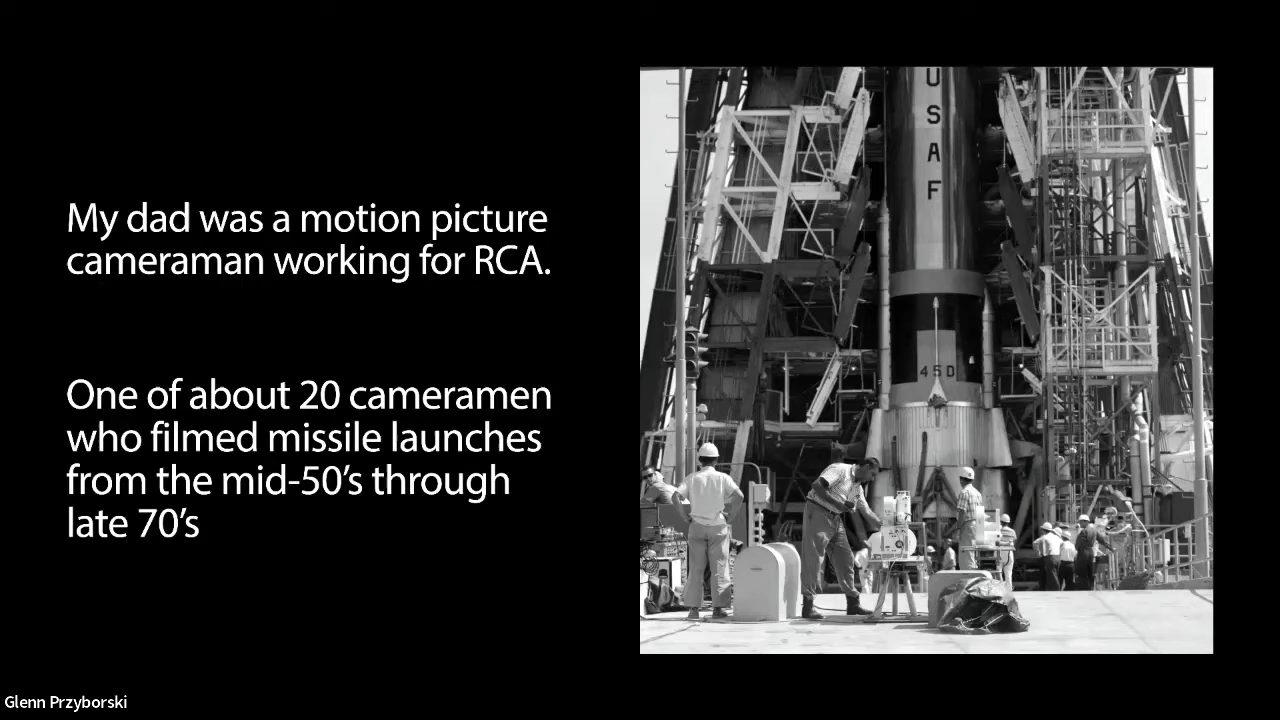 My dad was a motion picture
cameraman working for RCA.
One of about 20 cameramen
who filmed missile launches
from the mid-50's through
late 70's
USAF
45D
Glenn Przyborski